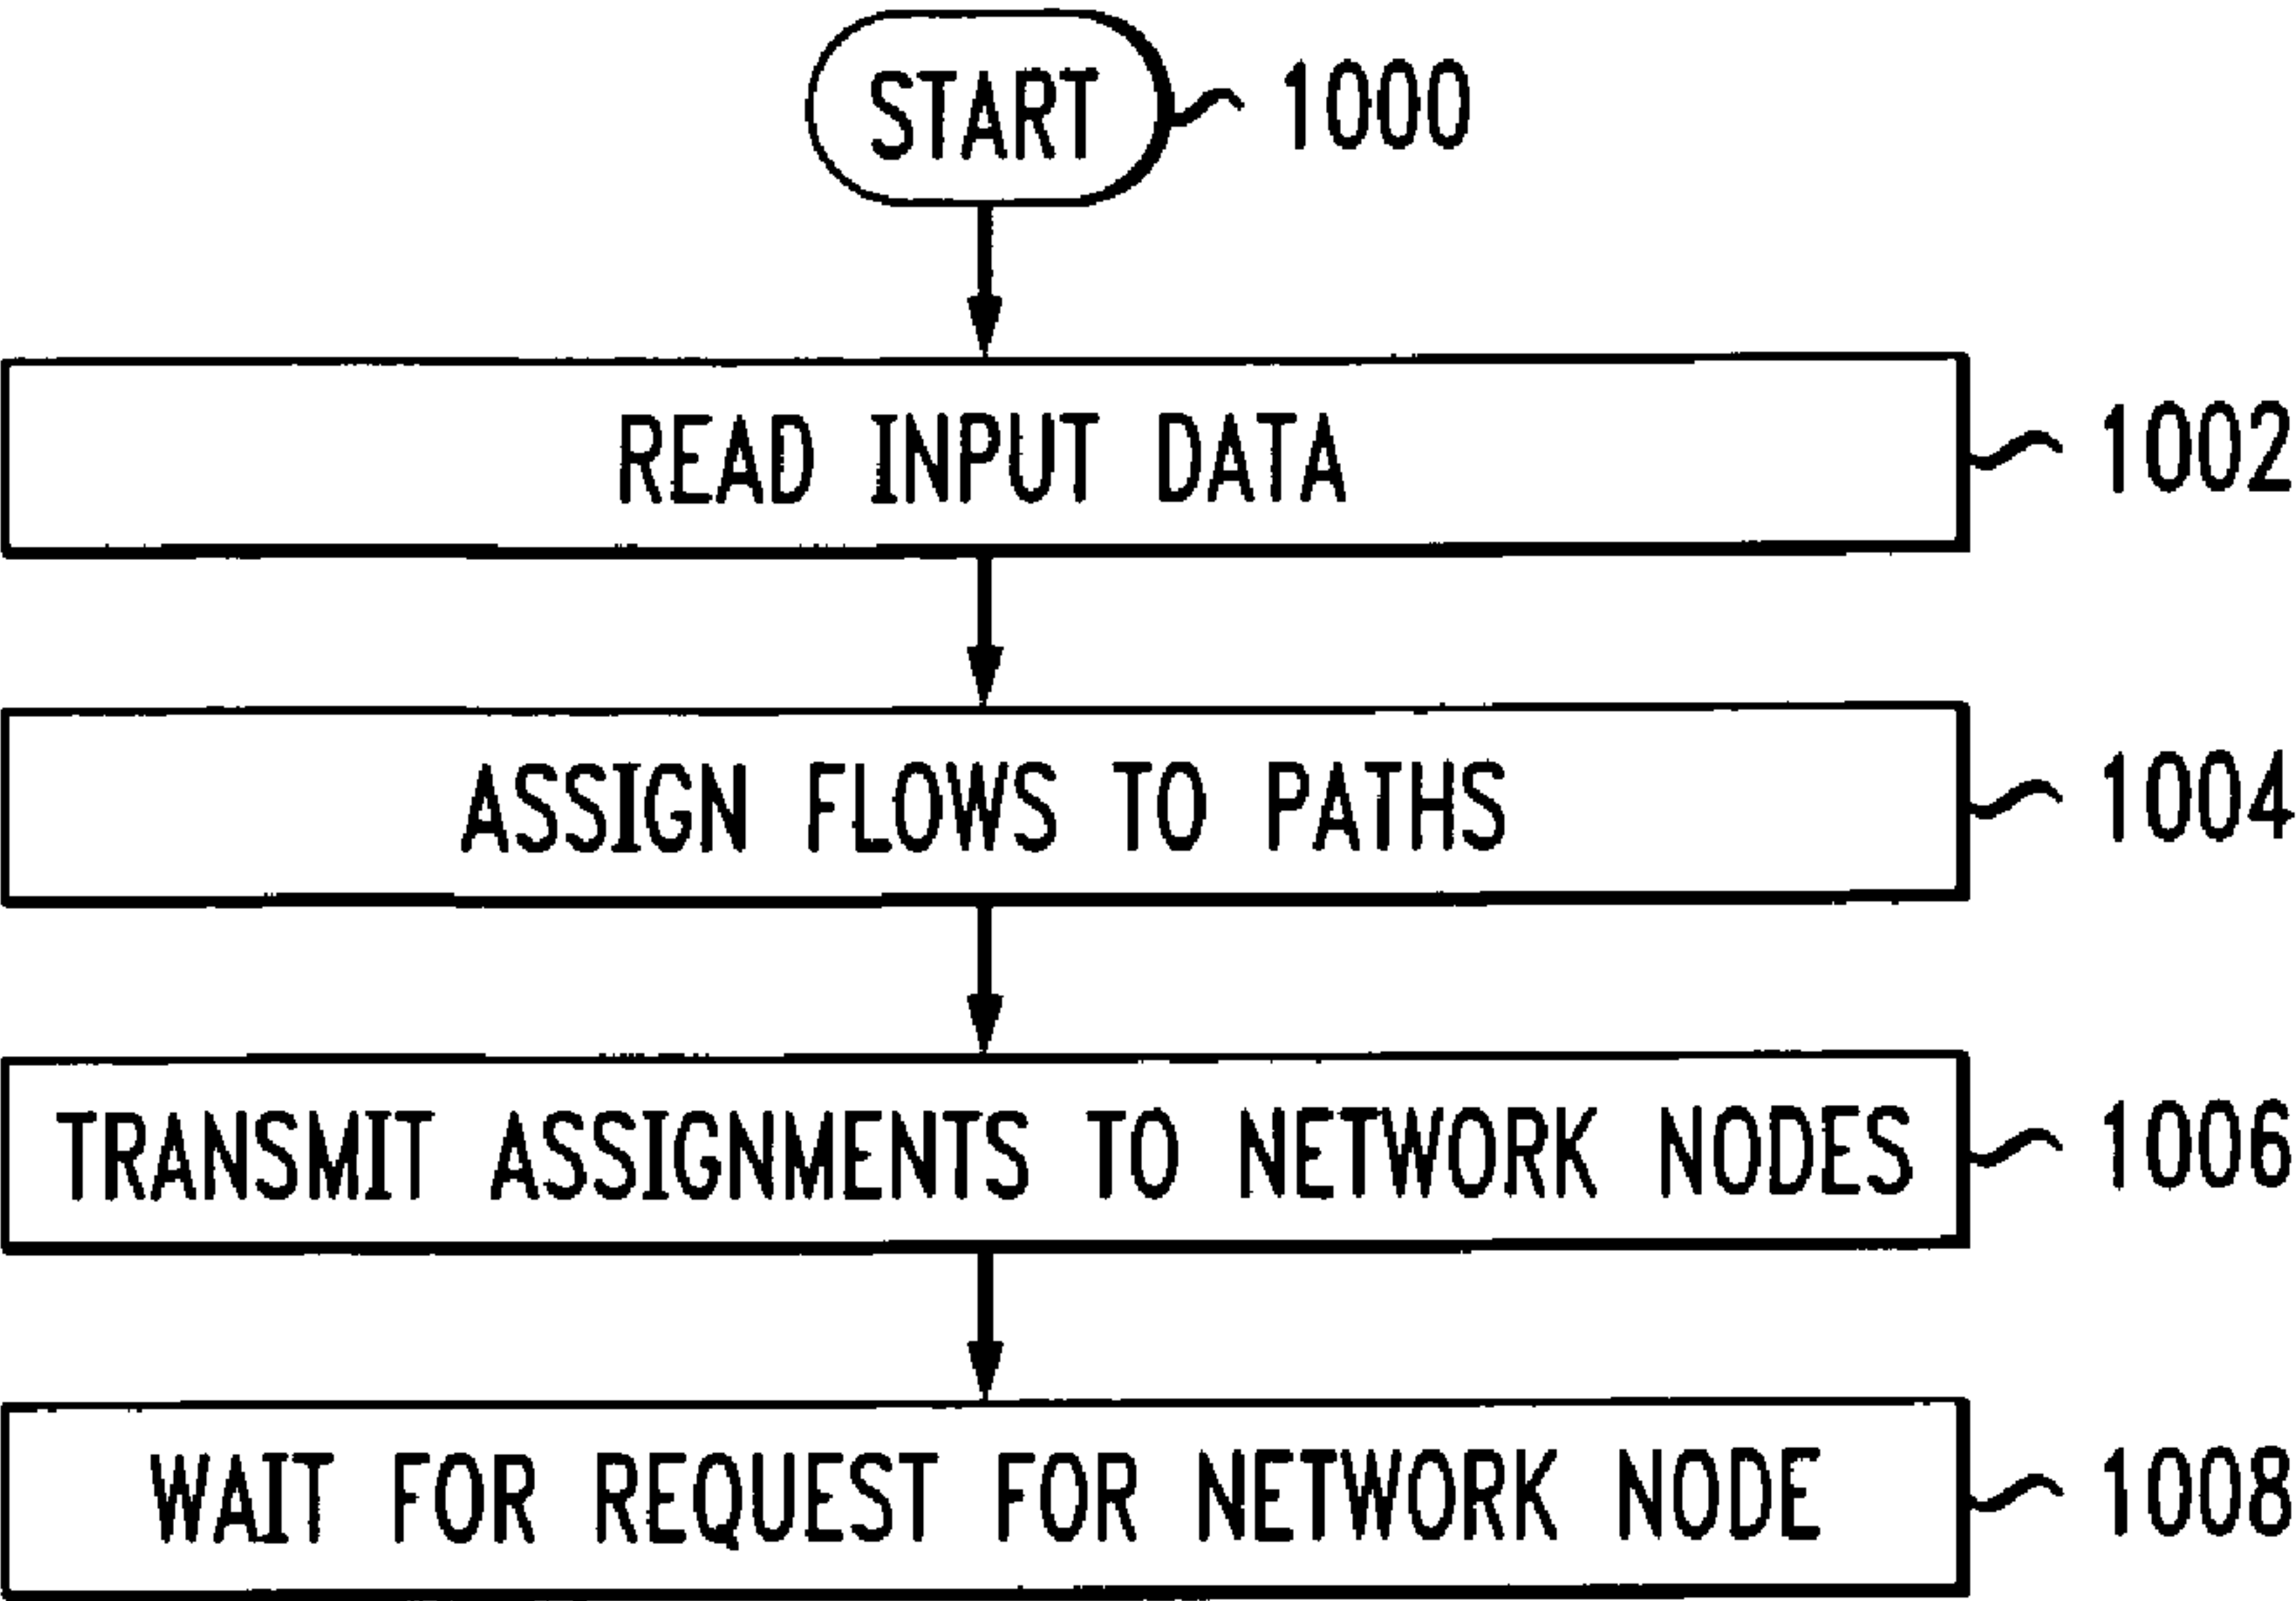 START 1000
READ INPUT DATA 1002
ASSIGN FLOWS TO PATHS 1004
TRANSMIT ASSIGNMENTS TO NETWORK NODES 1006
WAIT FOR REQUEST FOR NETWORK NODE 1008